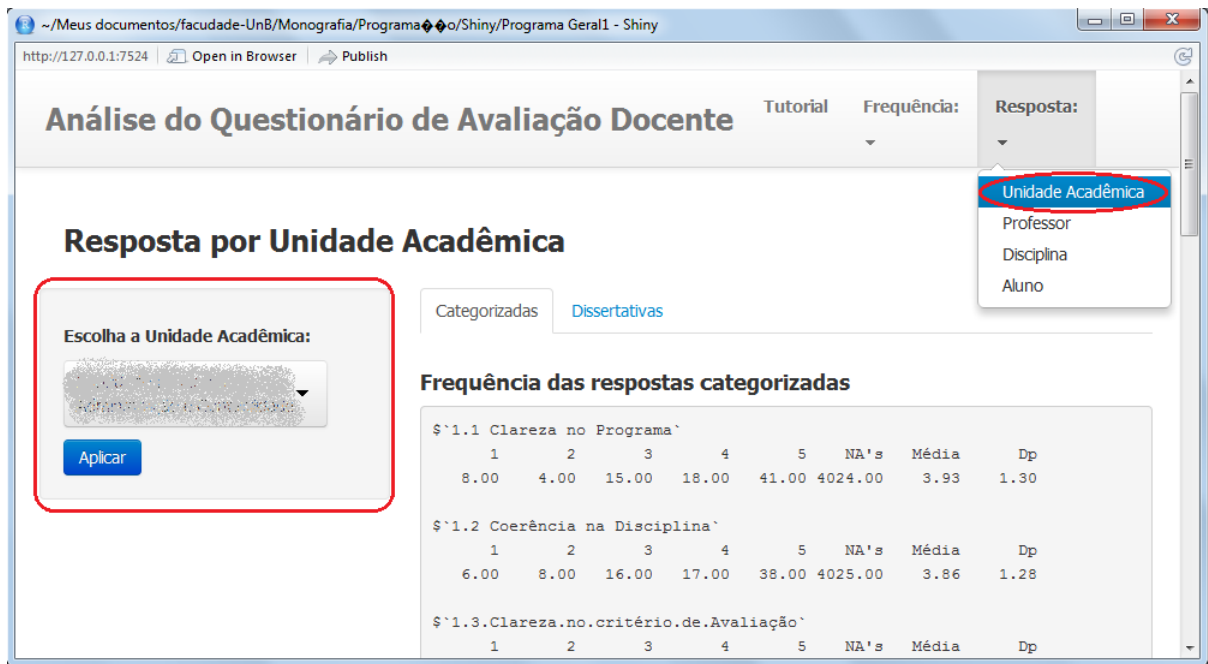 ~/Meus documentos/facudade-UnB/Monografia/Programa��o/Shiny/Programa Geral1 - Shiny
http://127.0.0.1:7524 Open in Browser Publish
Análise do Questionário de Avaliação Docente
Tutorial Frequência: Resposta:
Unidade Acadêmica
Professor
Disciplina
Aluno
Resposta por Unidade Acadêmica
Escolha a Unidade Acadêmica:
Aplicar
Categorizadas Dissertativas
Frequência das respostas categorizadas
$`1.1 Clareza no Programa`
1 2 3 4 5 NA's Média Dp
8.00 4.00 15.00 18.00 41.00 4024.00 3.93 1.30
$`1.2 Coerência na Disciplina`
1 2 3 4 5 NA's Média Dp
6.00 8.00 16.00 17.00 38.00 4025.00 3.86 1.28
$`1.3.Clareza.no.critério.de.Avaliação`
1 2 3 4 5 NA's Média Dp